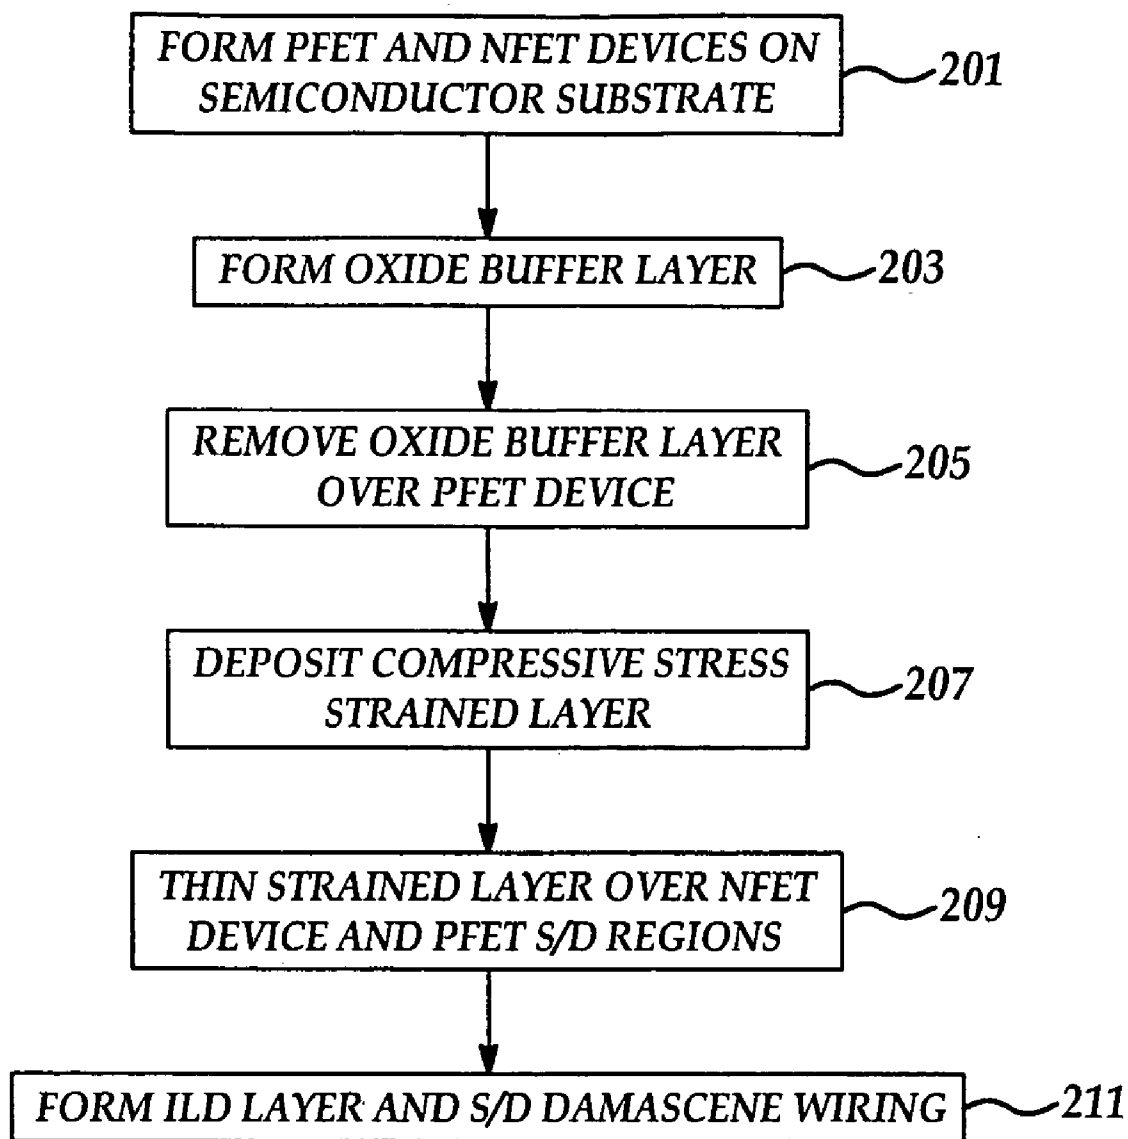 FORM PFET AND NFET DEVICES ON
SEMICONDUCTOR SUBSTRATE
201
FORM OXIDE BUFFER LAYER
203
REMOVE OXIDE BUFFER LAYER
OVER PFET DEVICE
205
DEPOSIT COMPRESSIVE STRESS
STRAINED LAYER
207
THIN STRAINED LAYER OVER NFET
DEVICE AND PFET S/D REGIONS
209
FORM ILD LAYER AND S/D DAMASCENE WIRING
211